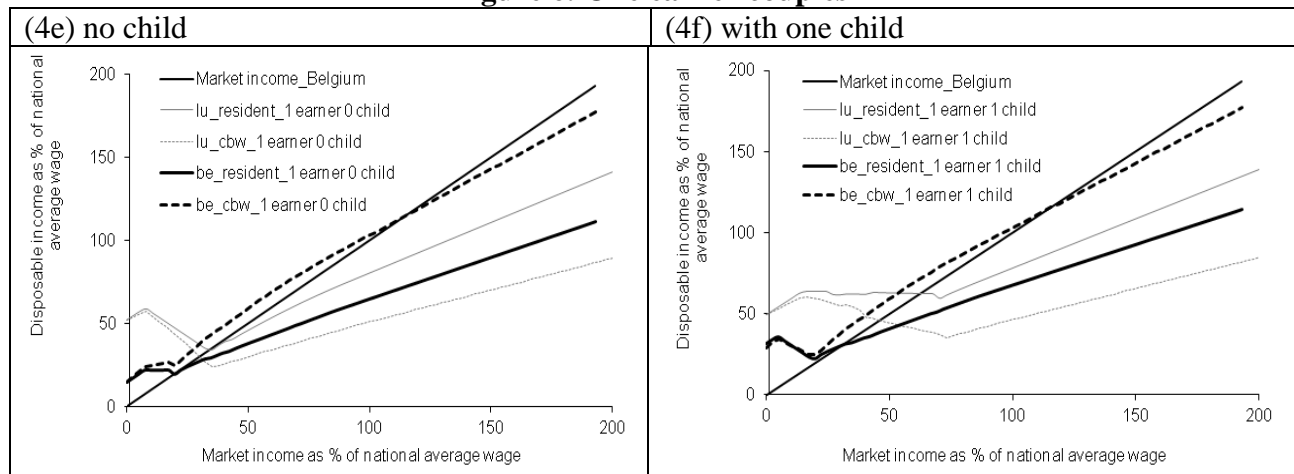 (4e) no child
(4f) with one child
200
150
100
50
0
Disposable income as % of national
average wage
Market income_Belgium
lu_resident_1 earner 0 child
lu_cbw_1 earner 0 child
be_resident_1 earner 0 child
be_cbw_1 earner 0 child
0
50
100
150
200
Market income as % of national average wage
200
150
100
50
0
Disposable income as % of national
average wage
Market income_Belgium
lu_resident_1 earner 1 child
lu_cbw_1 earner 1 child
be_resident_1 earner 1 child
be_cbw_1 earner 1 child
0
50
100
150
200
Market income as % of national average wage